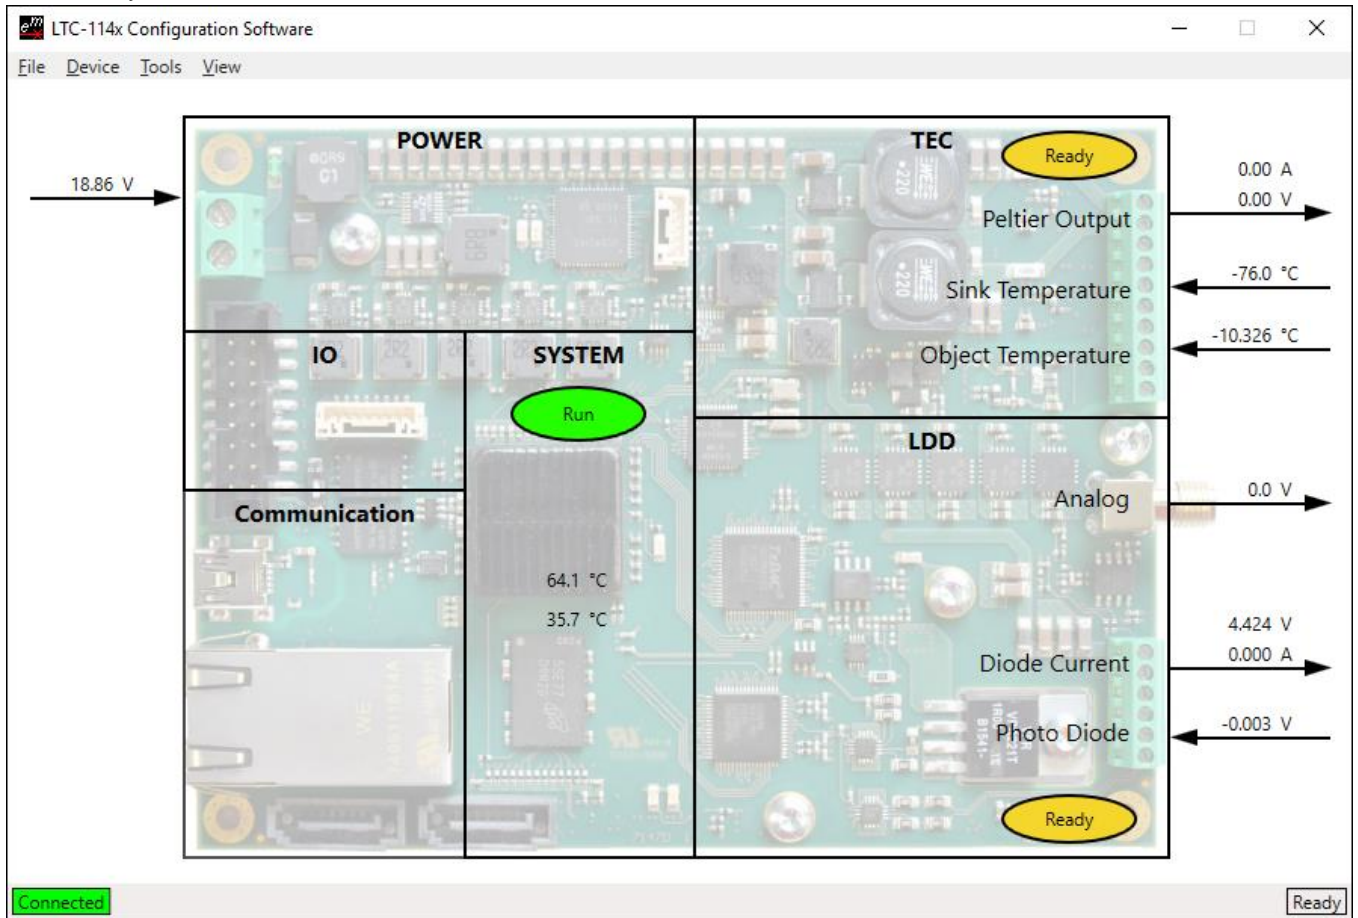 LTC-114x Configuration Software
File Device Tools View
POWER
TEC
Ready
18.86 V
0.00 A
0.00 V
Peltier Output
Sink Temperature
-76.0 °C
Object Temperature
-10.326 °C
IO
SYSTEM
Run
LDD
Analog
0.0 V
Communication
64.1 °C
35.7 °C
4.424 V
0.000 A
Diode Current
Photo Diode
-0.003 V
Ready
Connected
Ready